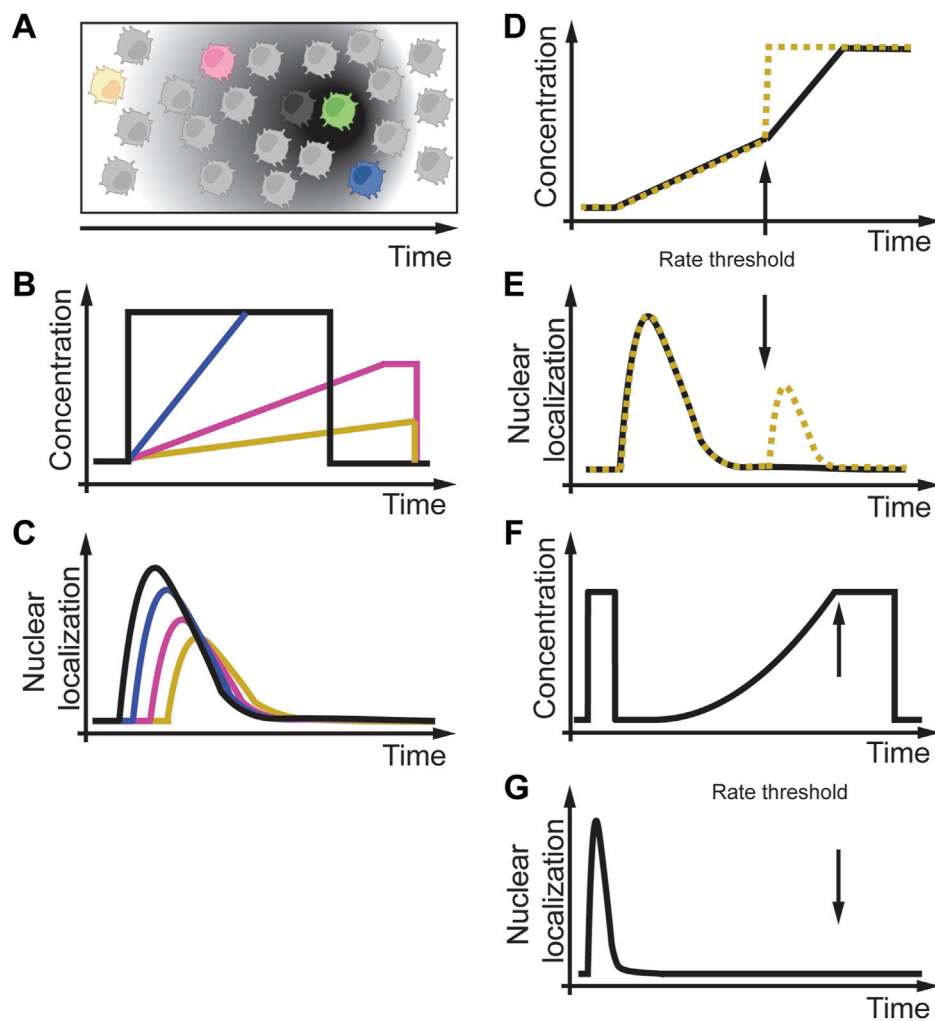 A
Time
B
Concentration
Time
C
Nuclear
localization
Time
D
Concentration
Time
Rate threshold
E
Nuclear
localization
Time
F
Concentration
Time
G
Rate threshold
Nuclear
localization
Time